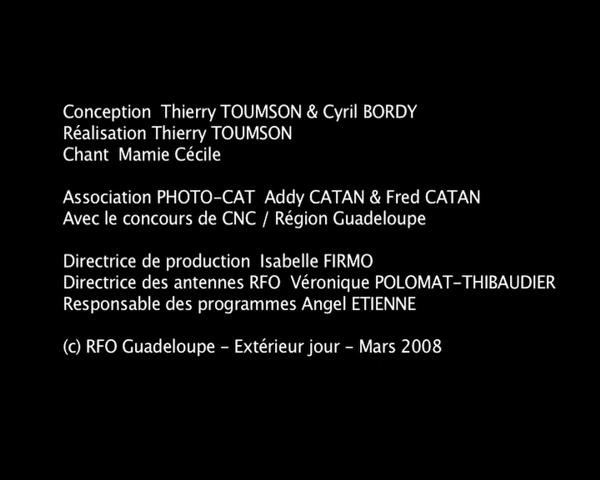 Conception  Thierry TOUMSON & Cyril BORDY
Réalisation Thierry TOUMSON
Chant  Mamie Cécile
Association PHOTO-CAT  Addy CATAN & Fred CATAN
Avec le concours de CNC / Région Guadeloupe
Directrice de production  Isabelle FIRMO
Directrice des antennes RFO  Véronique POLOMAT-THIBAUDIER
Responsable des programmes Angel ETIENNE
(c) RFO Guadeloupe - Extérieur jour - Mars 2008